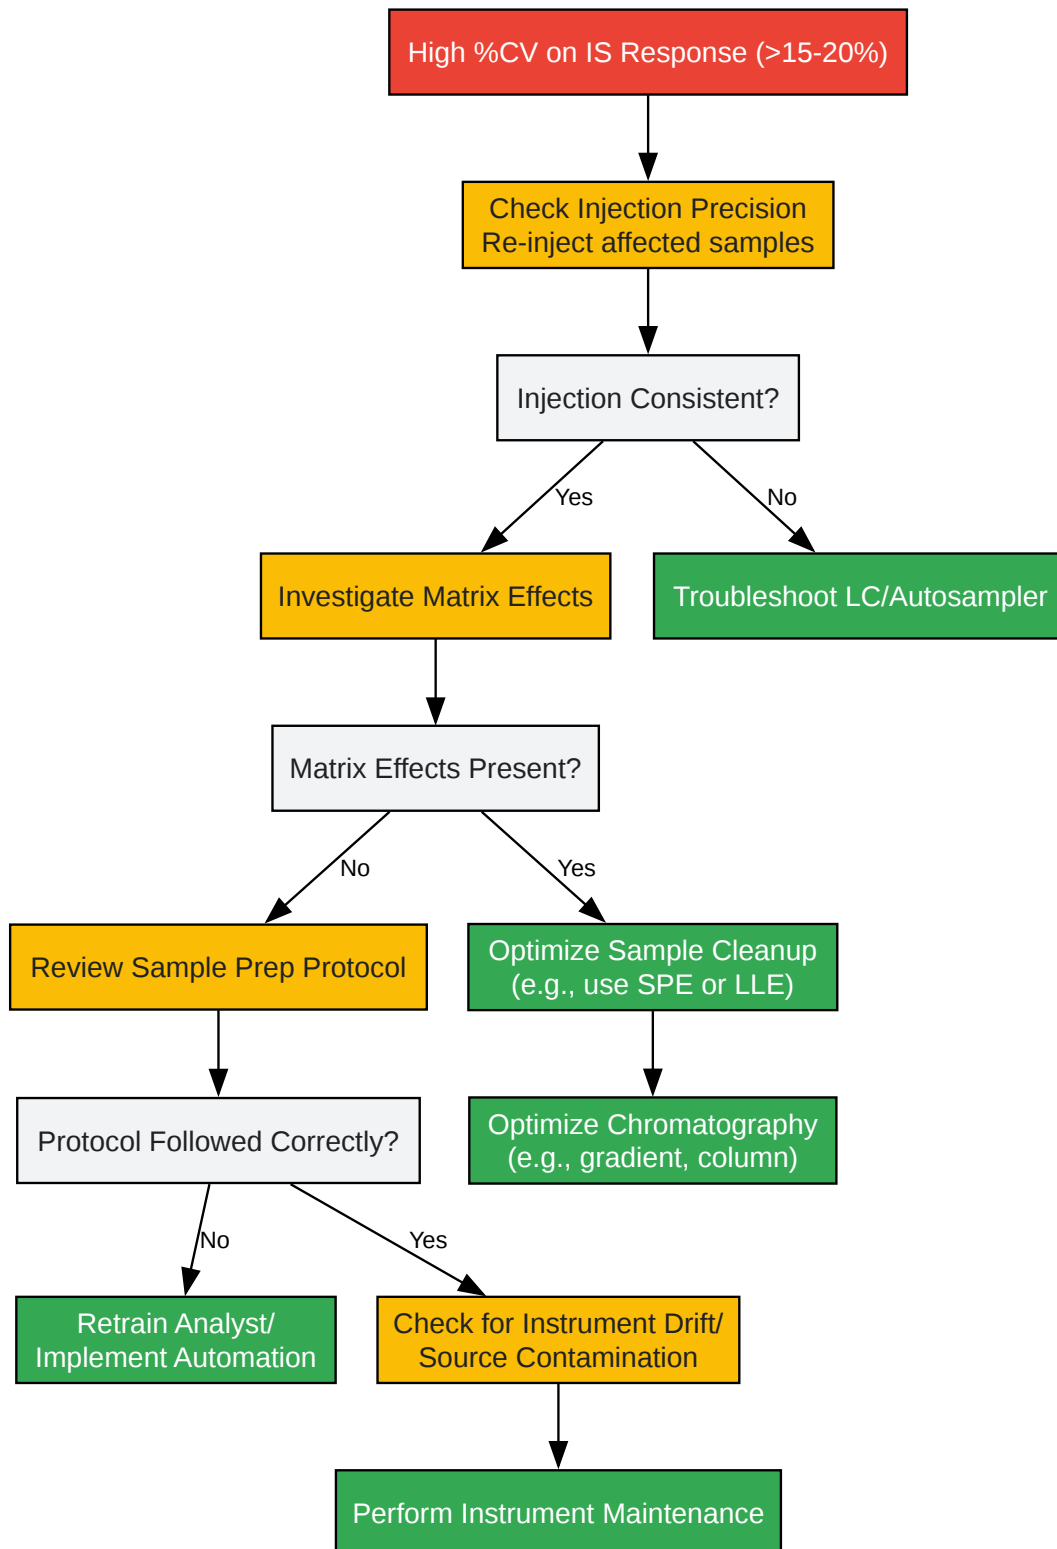 High %CV on IS Response (>15-20%)
Check Injection Precision
Re-inject affected samples
Injection Consistent?
Yes
No
Investigate Matrix Effects
Troubleshoot LC/Autosampler
Matrix Effects Present?
No
Yes
Review Sample Prep Protocol
Optimize Sample Cleanup
(e.g., use SPE or LLE)
Optimize Chromatography
(e.g., gradient, column)
Protocol Followed Correctly?
No
Yes
Retrain Analyst/
Implement Automation
Check for Instrument Drift/
Source Contamination
Perform Instrument Maintenance